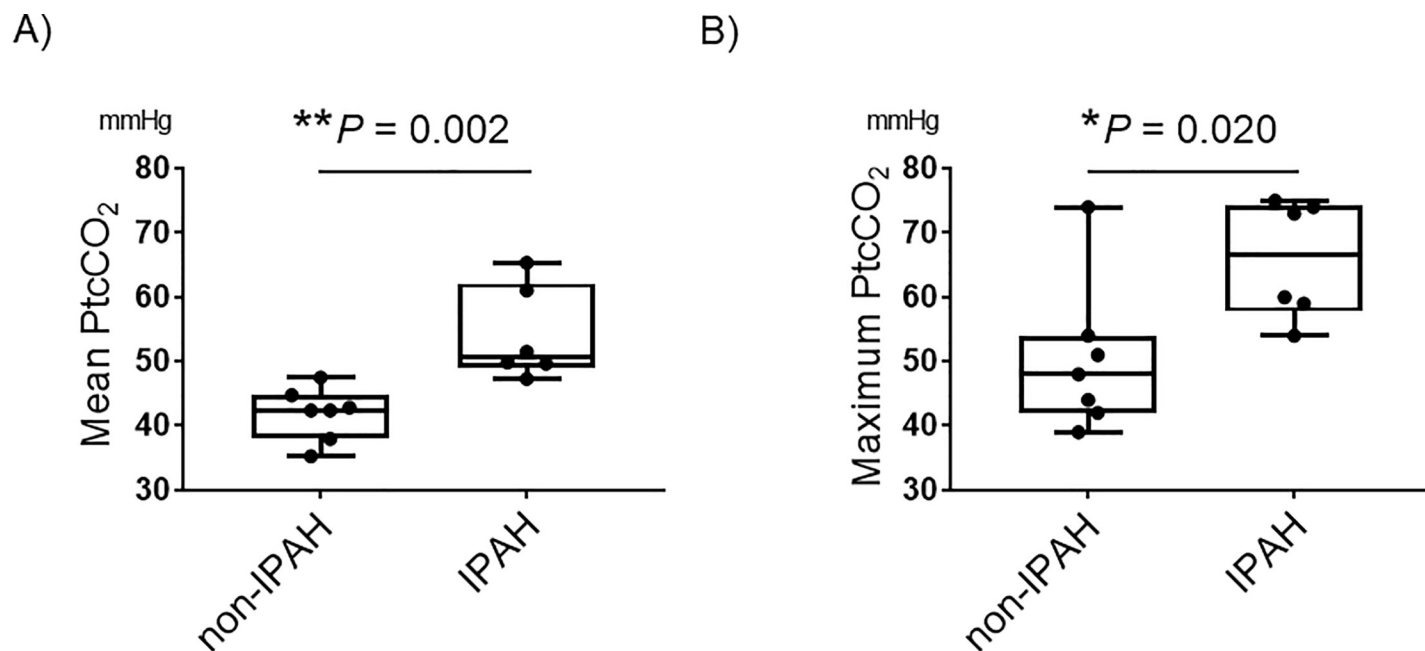 A)
mmHg
**P = 0.002
Mean PtcCO₂
80
70
60
50
40
30
non-IPAH
IPAH
B)
mmHg
*P = 0.020
Maximum PtcCO₂
80
70
60
50
40
30
non-IPAH
IPAH